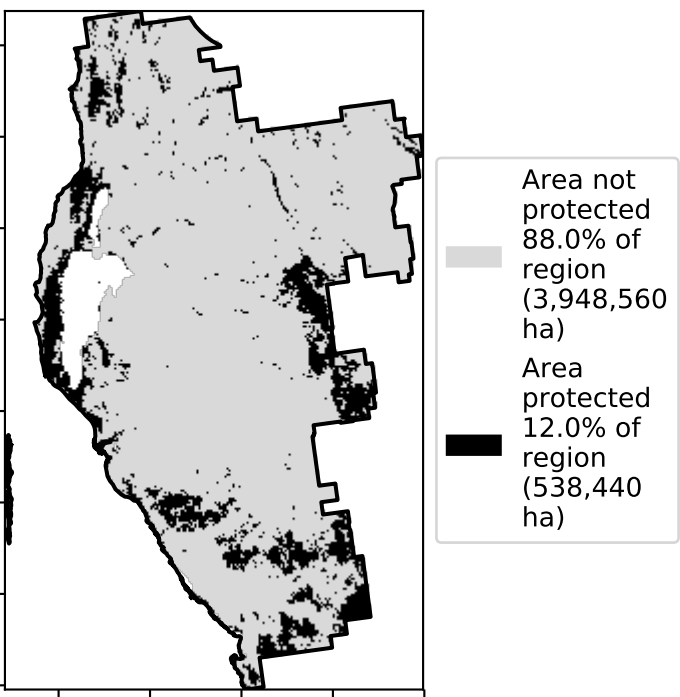 Area not
protected
88.0% of
region
(3,948,560
ha)
Area
protected
12.0% of
region
(538,440
ha)